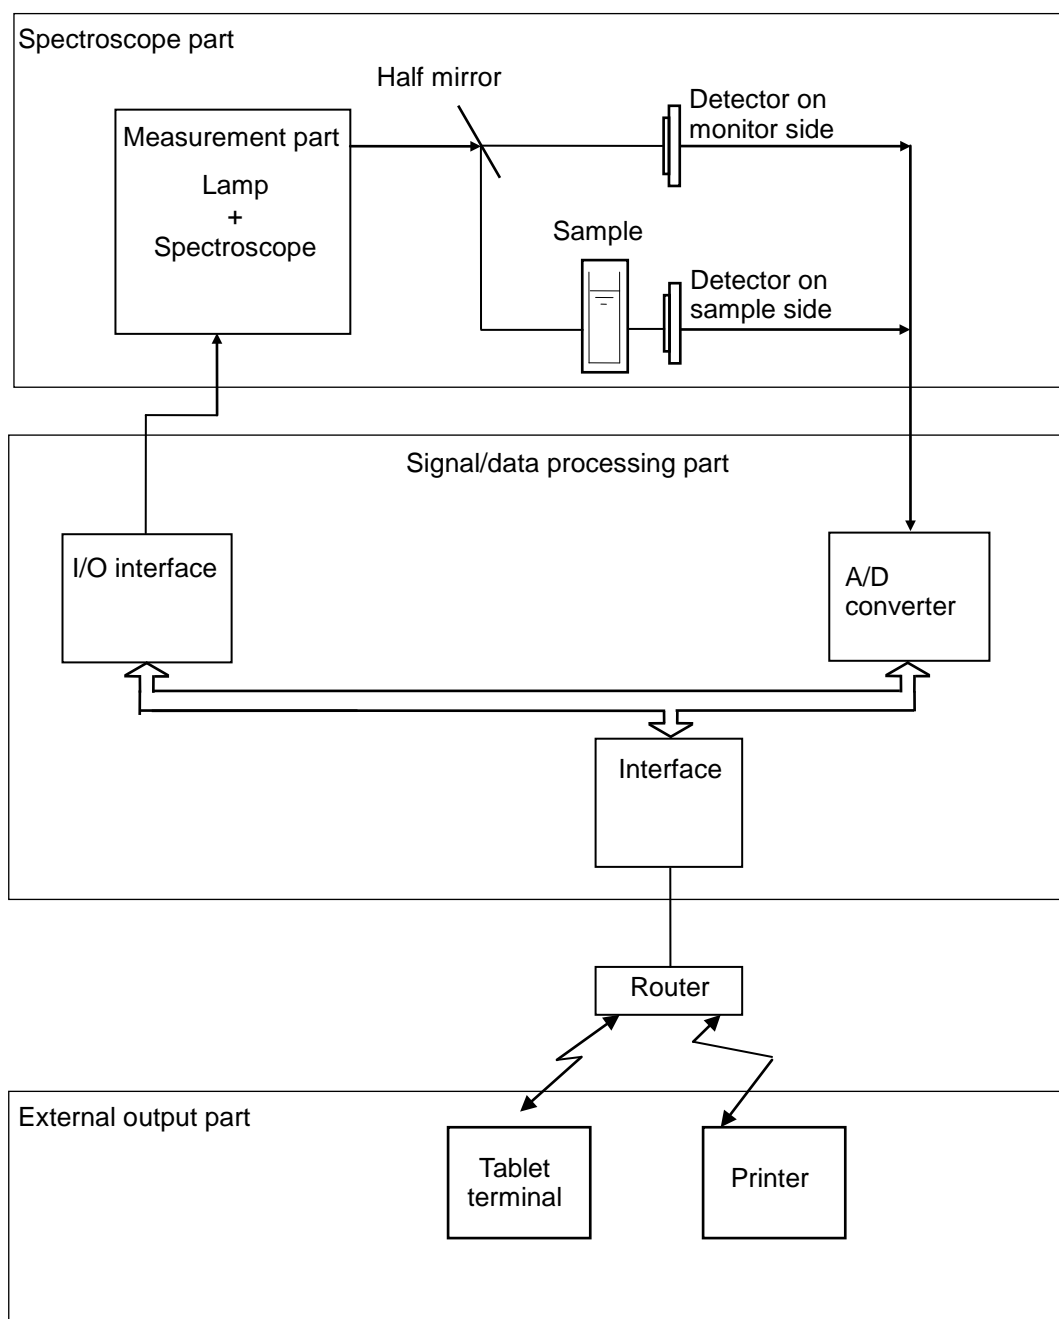 Spectroscope part
Half mirror
Measurement part
Lamp
+
Spectroscope
Detector on
monitor side
Sample
Detector on
sample side
Signal/data processing part
I/O interface
A/D
converter
Interface
Router
External output part
Tablet
terminal
Printer